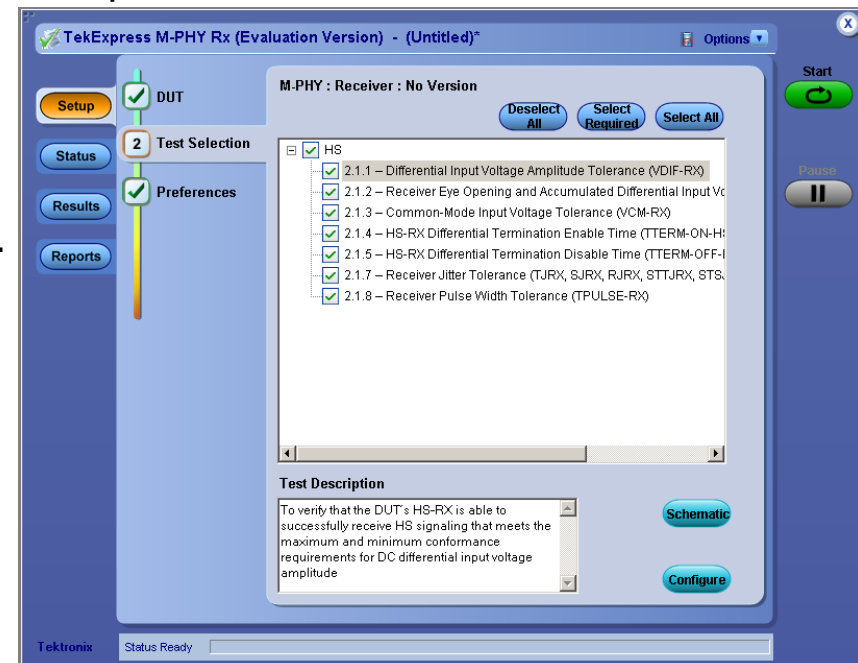 TekExpress M-PHY Rx (Evaluation Version) - (Untitled)*
Options
x
Start
Pause
Setup
Status
Results
Reports
DUT
2 Test Selection
Preferences
M-PHY : Receiver : No Version
Deselect All
Select Required
Select All
HS
2.1.1 – Differential Input Voltage Amplitude Tolerance (VDIF-RX)
2.1.2 – Receiver Eye Opening and Accumulated Differential Input
2.1.3 – Common-Mode Input Voltage Tolerance (VCM-RX)
2.1.4 – HS-RX Differential Termination Enable Time (TTERM-ON-
2.1.5 – HS-RX Differential Termination Disable Time (TTERM-OFF-
2.1.7 – Receiver Jitter Tolerance (TJRX, SJRX, RJRX, STTJRX,
2.1.8 – Receiver Pulse Width Tolerance (TPULSE-RX)
Test Description
To verify that the DUT's HS-RX is able to
successfully receive HS signaling that meets the
maximum and minimum conformance
requirements for DC differential input voltage
amplitude
Schematic
Configure
Tektronix
Status Ready